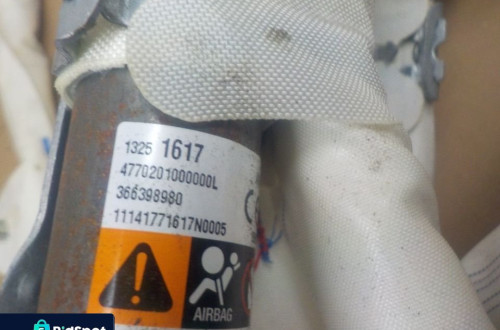 1325 1617
4770201000000L
366398980
11141771617N0005
AIRBAG
BidSpot